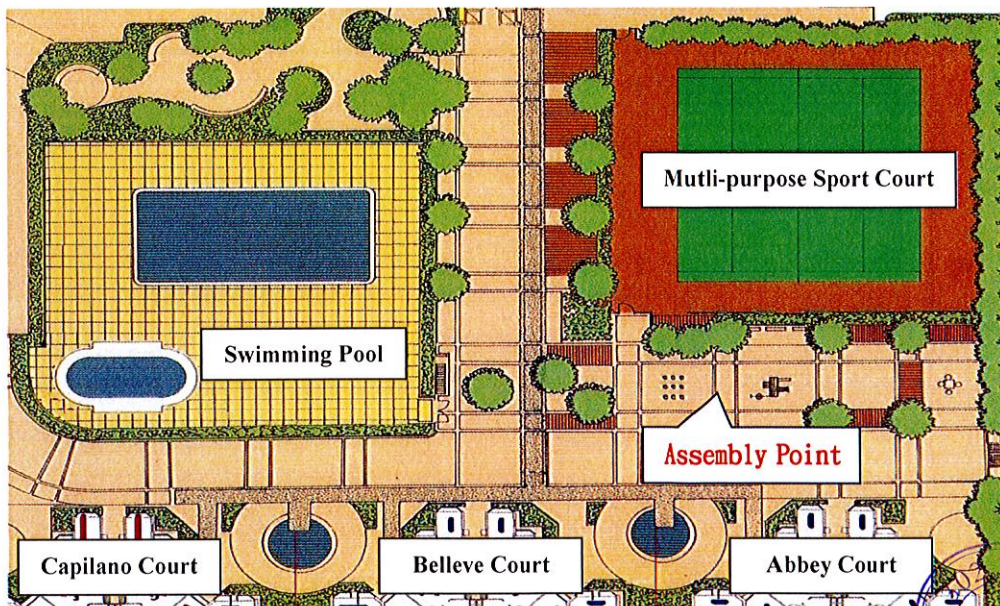 Mutli-purpose Sport Court
Swimming Pool
Assembly Point
Capilano Court
Belleve Court
Abbey Court